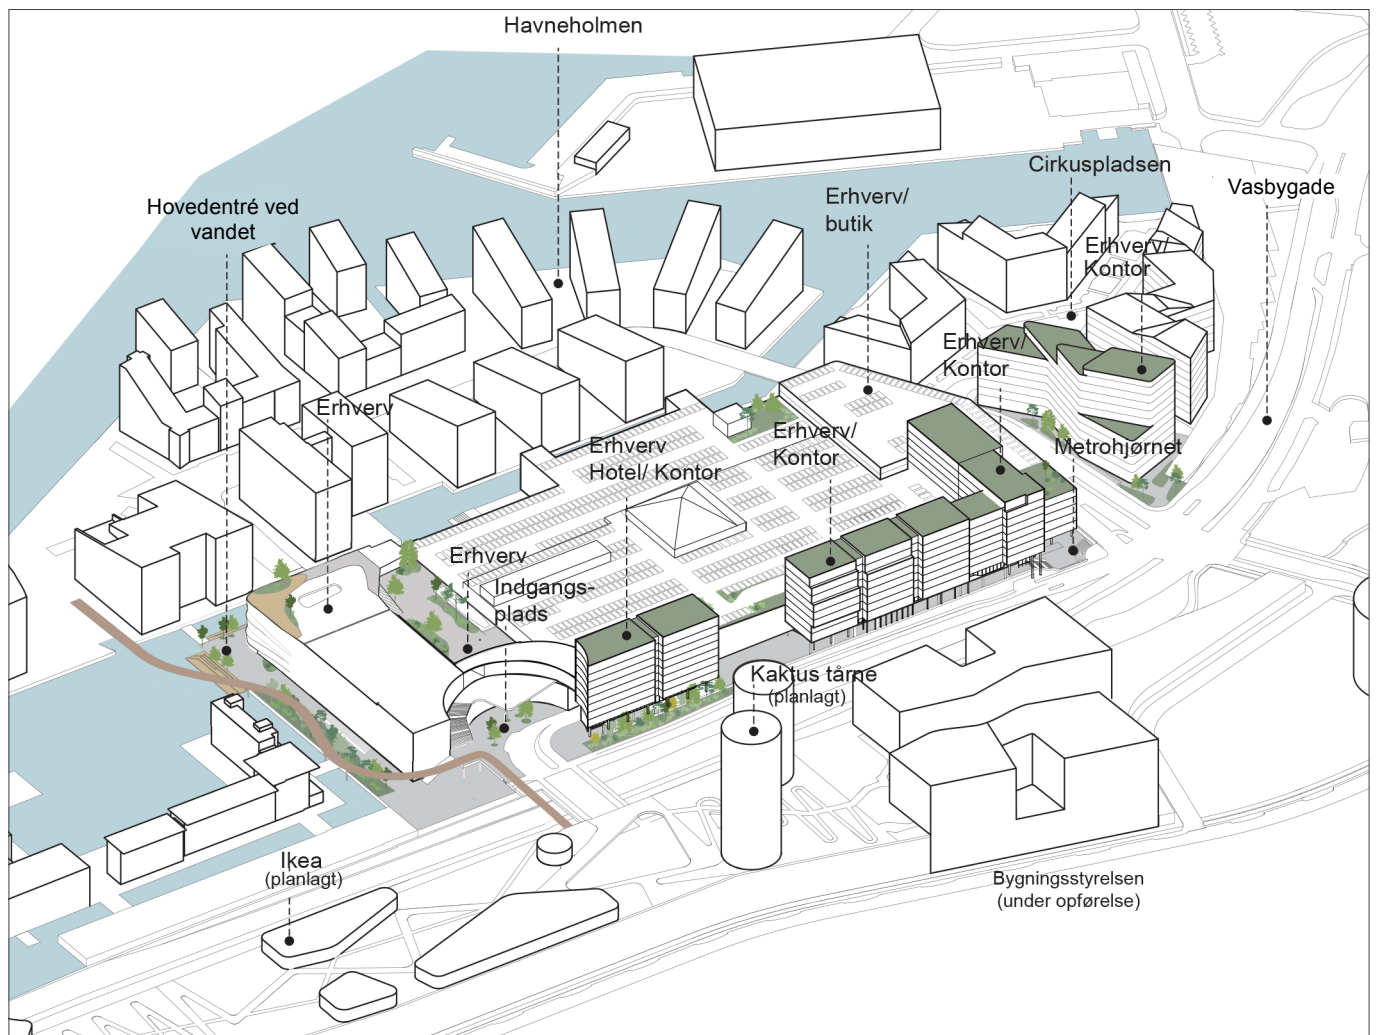 Havneholmen
Cirkuspladsen
Vasbygade
Hovedentré ved
vandet
Erhverv/
butik
Erhverv/
Kontor
Erhverv/
Kontor
Erhverv
Erhverv
Hotel/ Kontor
Erhverv/
Kontor
Metrohjørnet
Erhverv
Indgangs-
plads
Kaktus tårne
(planlagt)
Ikea
(planlagt)
Bygningsstyrelsen
(under opførelse)